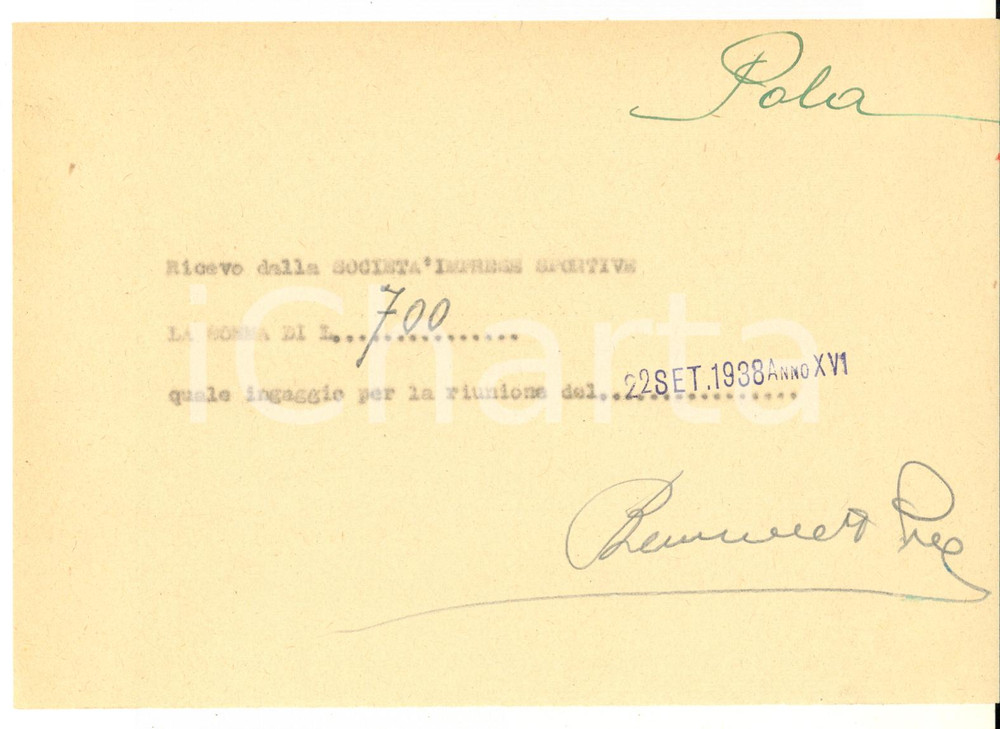 Pola
Ricevo dalla SOCIETA' IMPRESE SPORTIVE
LA SOMMA DI L...700...............
quale ingaggio per la riunione del..22 SET. 1938 ANNO XVI
iCharta